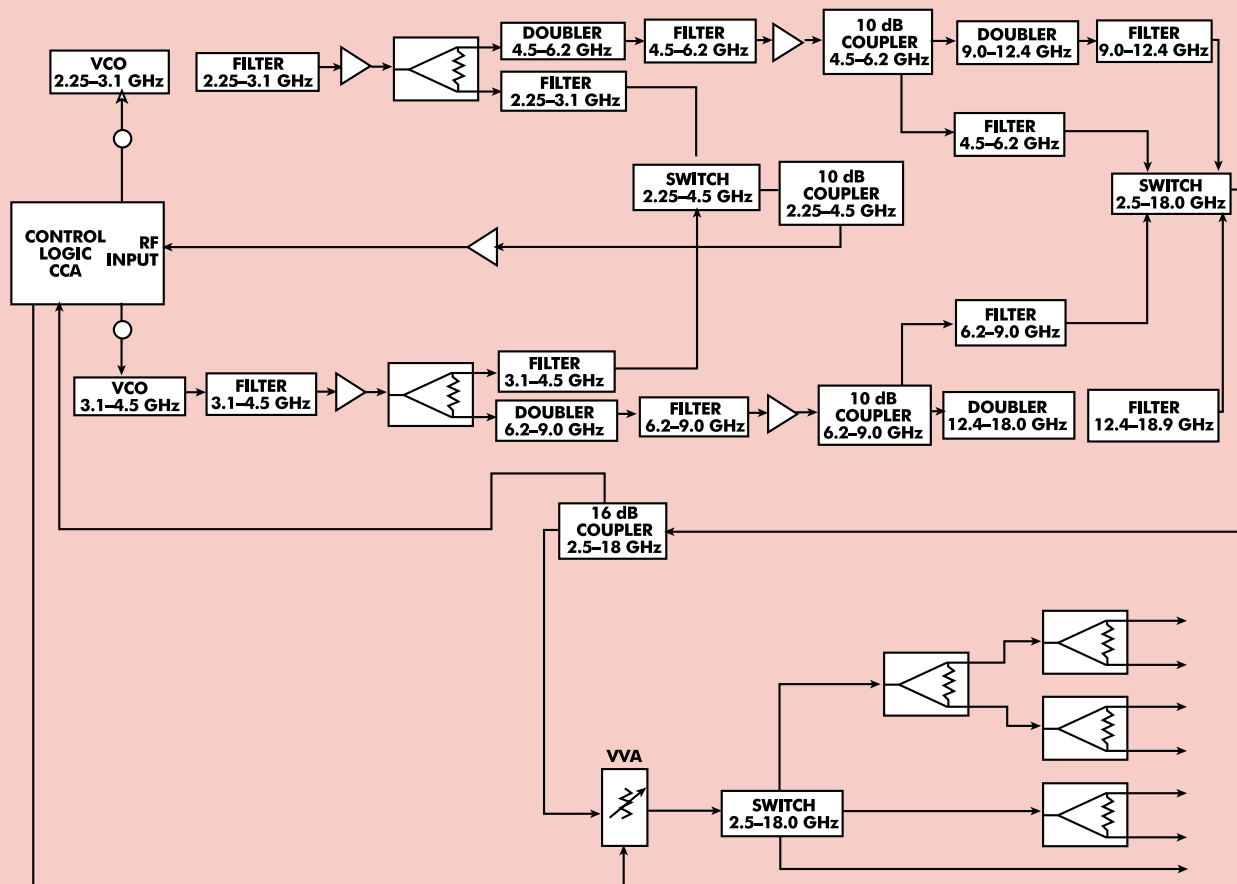 VCO
2.25–3.1 GHz
FILTER
2.25–3.1 GHz
DOUBLER
4.5–6.2 GHz
FILTER
4.5–6.2 GHz
10 dB
COUPLER
4.5–6.2 GHz
DOUBLER
9.0–12.4 GHz
FILTER
9.0–12.4 GHz
FILTER
2.25–3.1 GHz
FILTER
4.5–6.2 GHz
SWITCH
2.25–4.5 GHz
10 dB
COUPLER
2.25–4.5 GHz
SWITCH
2.5–18.0 GHz
CONTROL
LOGIC
CCA
RF
INPUT
FILTER
6.2–9.0 GHz
VCO
3.1–4.5 GHz
FILTER
3.1–4.5 GHz
FILTER
3.1–4.5 GHz
DOUBLER
6.2–9.0 GHz
FILTER
6.2–9.0 GHz
10 dB
COUPLER
6.2–9.0 GHz
DOUBLER
12.4–18.0 GHz
FILTER
12.4–18.9 GHz
16 dB
COUPLER
2.5–18 GHz
VVA
SWITCH
2.5–18.0 GHz